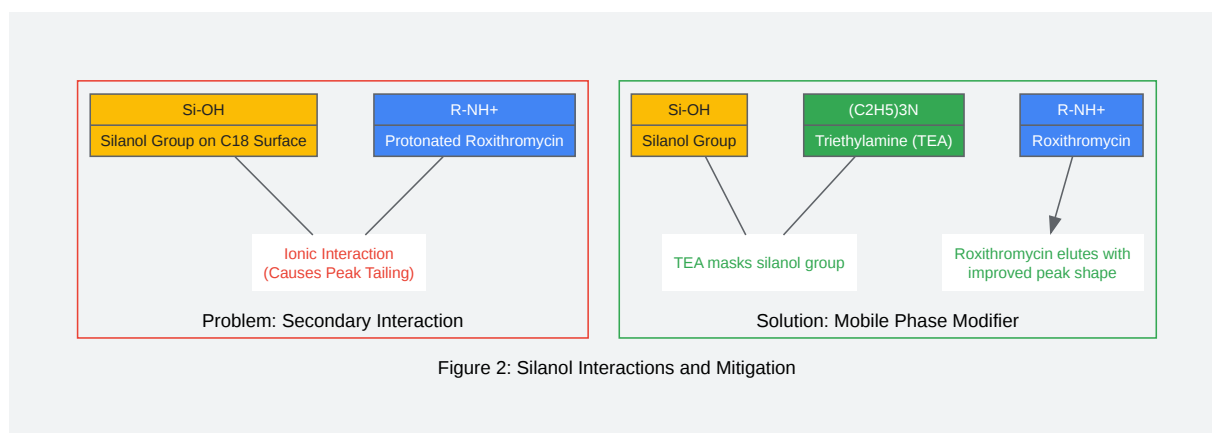 Si-OH
Silanol Group on C18 Surface
R-NH+
Protonated Roxithromycin
Ionic Interaction
(Causes Peak Tailing)
Problem: Secondary Interaction
Si-OH
Silanol Group
(C2H5)3N
Triethylamine (TEA)
R-NH+
Roxithromycin
TEA masks silanol group
Roxithromycin elutes with
improved peak shape
Solution: Mobile Phase Modifier
Figure 2: Silanol Interactions and Mitigation